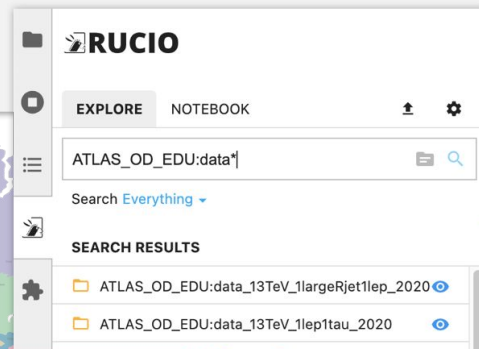 RUCIO
EXPLORE NOTEBOOK
ATLAS_OD_EDU:data*
Search Everything
SEARCH RESULTS
ATLAS_OD_EDU:data_13TeV_1largeRjet1lep_2020
ATLAS_OD_EDU:data_13TeV_1lep1tau_2020